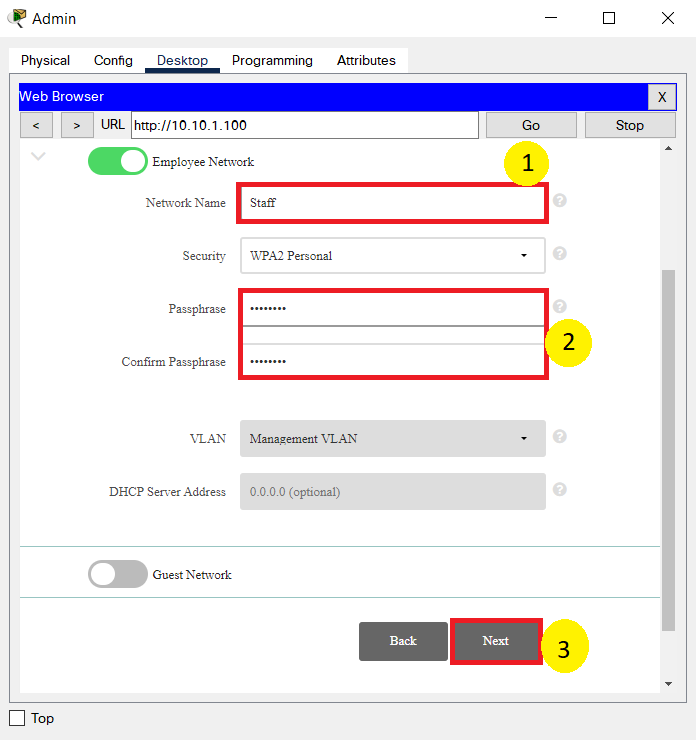 Admin
Physical Config Desktop Programming Attributes
Web Browser X
< > URL http://10.10.1.100 Go Stop
1
Employee Network
Network Name Staff ?
Security WPA2 Personal ?
Passphrase •••••••• ?
2
Confirm Passphrase ••••••••
VLAN Management VLAN ?
DHCP Server Address 0.0.0.0 (optional) ?
Guest Network
Back Next 3
Top